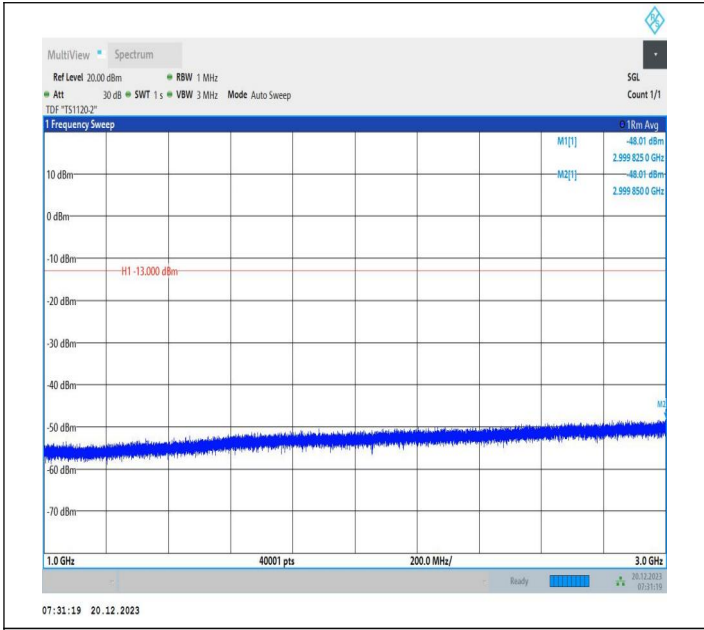 R&S
MultiView Spectrum
Ref Level 20.00 dBm RBW 1 MHz SGL
Att 30 dB SWT 1 s VBW 3 MHz Mode Auto Sweep Count 1/1
TDF "TS1120-2"
1 Frequency Sweep 1Rm Avg
M1[1] -48.01 dBm
2.999 825 0 GHz
10 dBm M2[1] -48.01 dBm
2.999 850 0 GHz
0 dBm
-10 dBm
H1 -13.000 dBm
-20 dBm
-30 dBm
-40 dBm
M2
-50 dBm
-60 dBm
-70 dBm
1.0 GHz 40001 pts 200.0 MHz/ 3.0 GHz
Ready 20.12.2023
07:31:19
07:31:19 20.12.2023